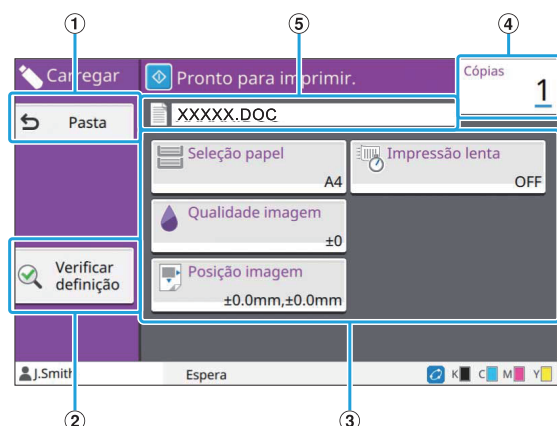 ① ⑤ ④
Carregar
Pronto para imprimir.
Cópias
1
Pasta
XXXXX.DOC
Seleção papel
A4
Impressão lenta
OFF
Qualidade imagem
±0
Verificar
definição
Posição imagem
±0.0mm,±0.0mm
J.Smith
Espera
K C M Y
② ③